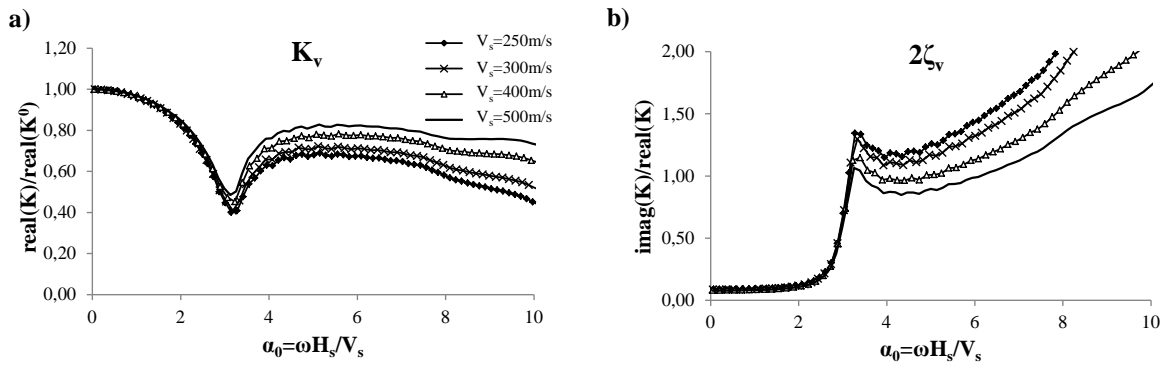 a)
K_v
V_s=250m/s
V_s=300m/s
V_s=400m/s
V_s=500m/s
real(K)/real(K⁰)
1,20
1,00
0,80
0,60
0,40
0,20
0,00
0 2 4 6 8 10
α₀=ωH_s/V_s
b)
2ζ_v
imag(K)/real(K)
2,00
1,50
1,00
0,50
0,00
0 2 4 6 8 10
α₀=ωH_s/V_s